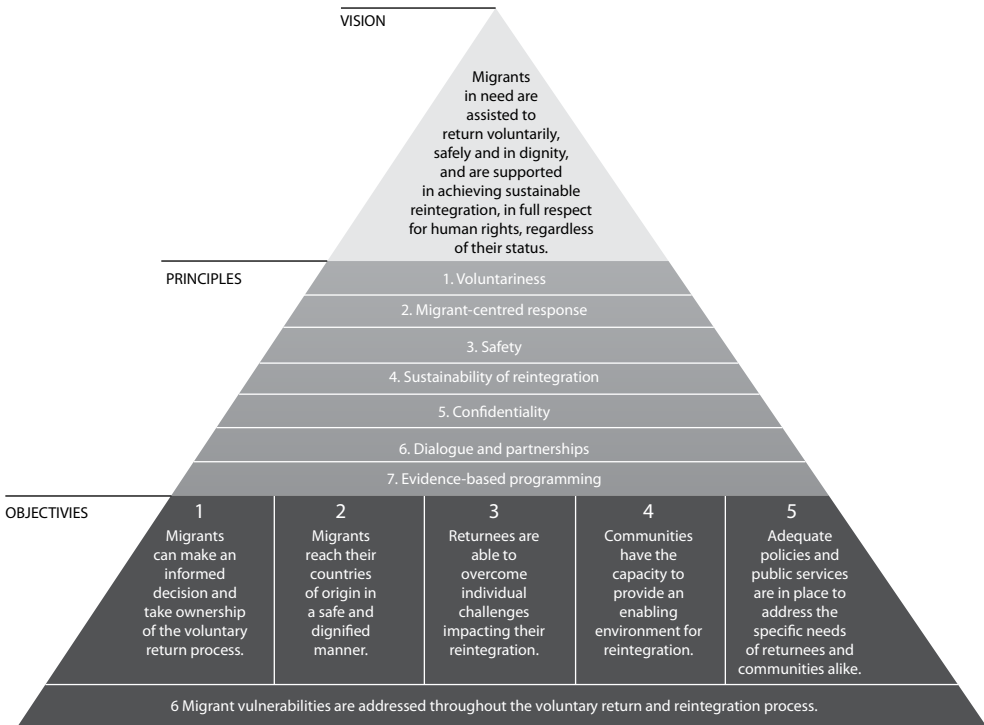 VISION
Migrants
in need are
assisted to
return voluntarily,
safely and in dignity,
and are supported
in achieving sustainable
reintegration, in full respect
for human rights, regardless
of their status.
PRINCIPLES
1. Voluntariness
2. Migrant-centred response
3. Safety
4. Sustainability of reintegration
5. Confidentiality
6. Dialogue and partnerships
7. Evidence-based programming
OBJECTIVIES
1
Migrants
can make an
informed
decision and
take ownership
of the voluntary
return process.
2
Migrants
reach their
countries
of origin in
a safe and
dignified
manner.
3
Returnees are
able to
overcome
individual
challenges
impacting their
reintegration.
4
Communities
have the
capacity to
provide an
enabling
environment for
reintegration.
5
Adequate
policies and
public services
are in place to
address the
specific needs
of returnees and
communities alike.
6 Migrant vulnerabilities are addressed throughout the voluntary return and reintegration process.